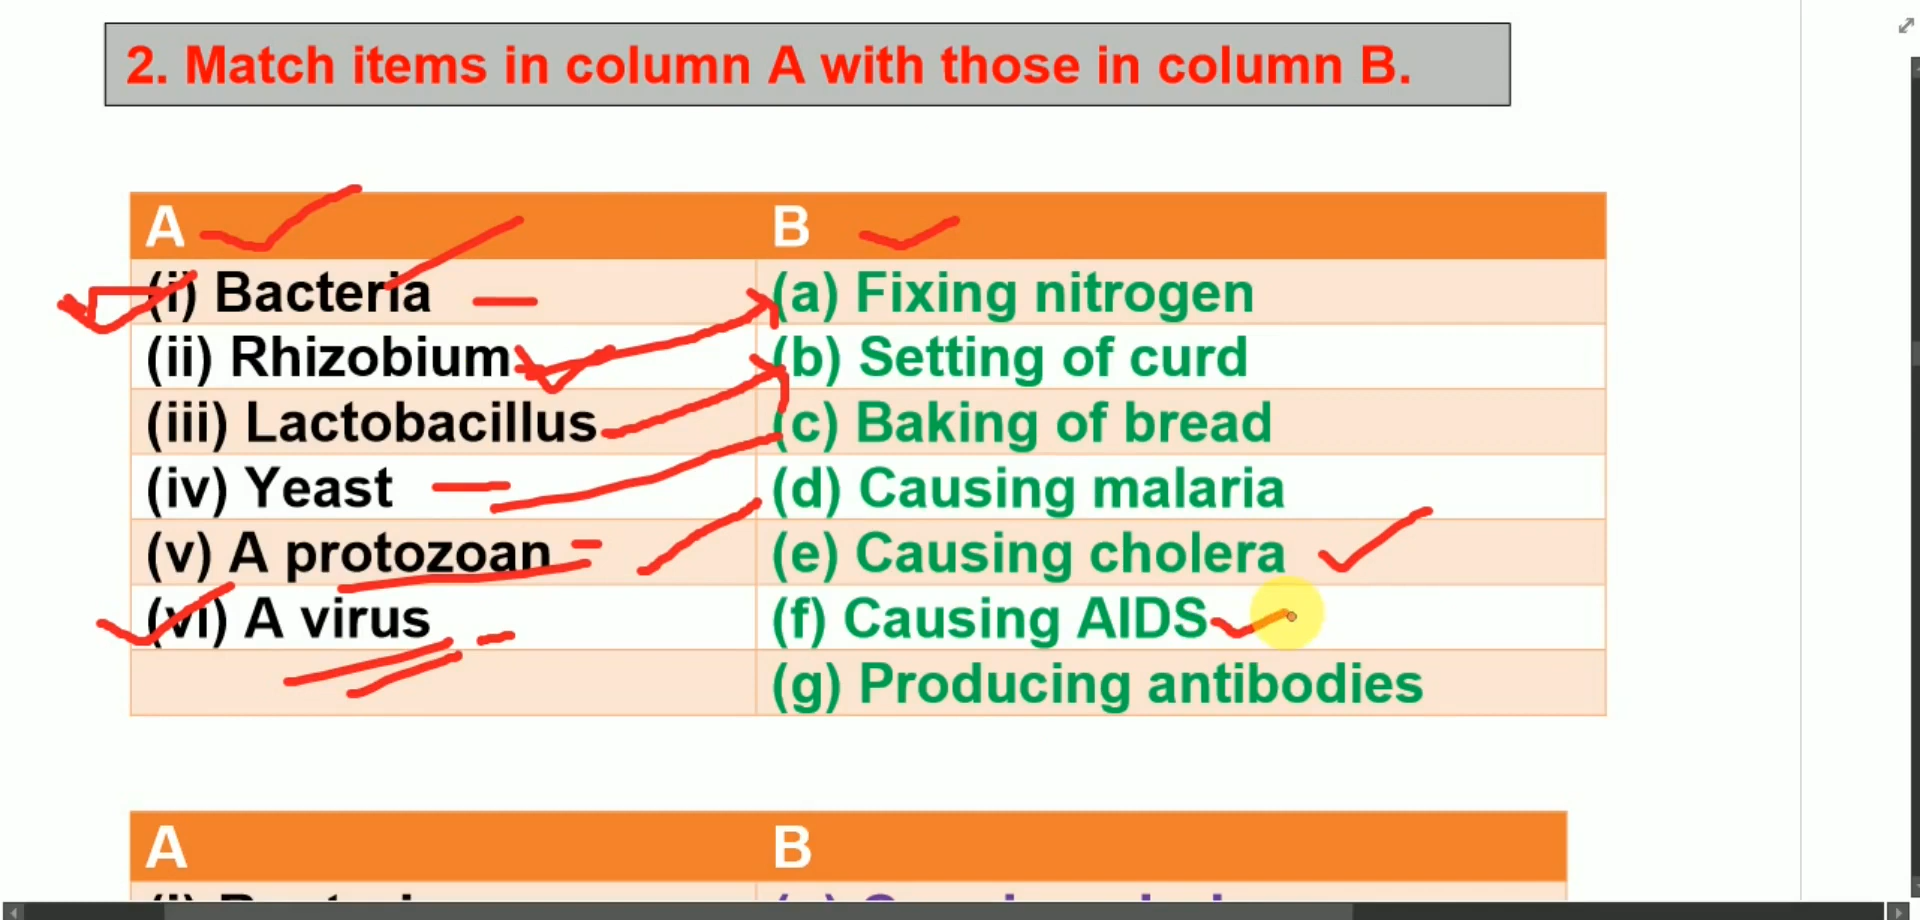 2. Match items in column A with those in column B.
A B
(i) Bacteria (a) Fixing nitrogen
(ii) Rhizobium (b) Setting of curd
(iii) Lactobacillus (c) Baking of bread
(iv) Yeast (d) Causing malaria
(v) A protozoan (e) Causing cholera
(vi) A virus (f) Causing AIDS
(g) Producing antibodies
A B